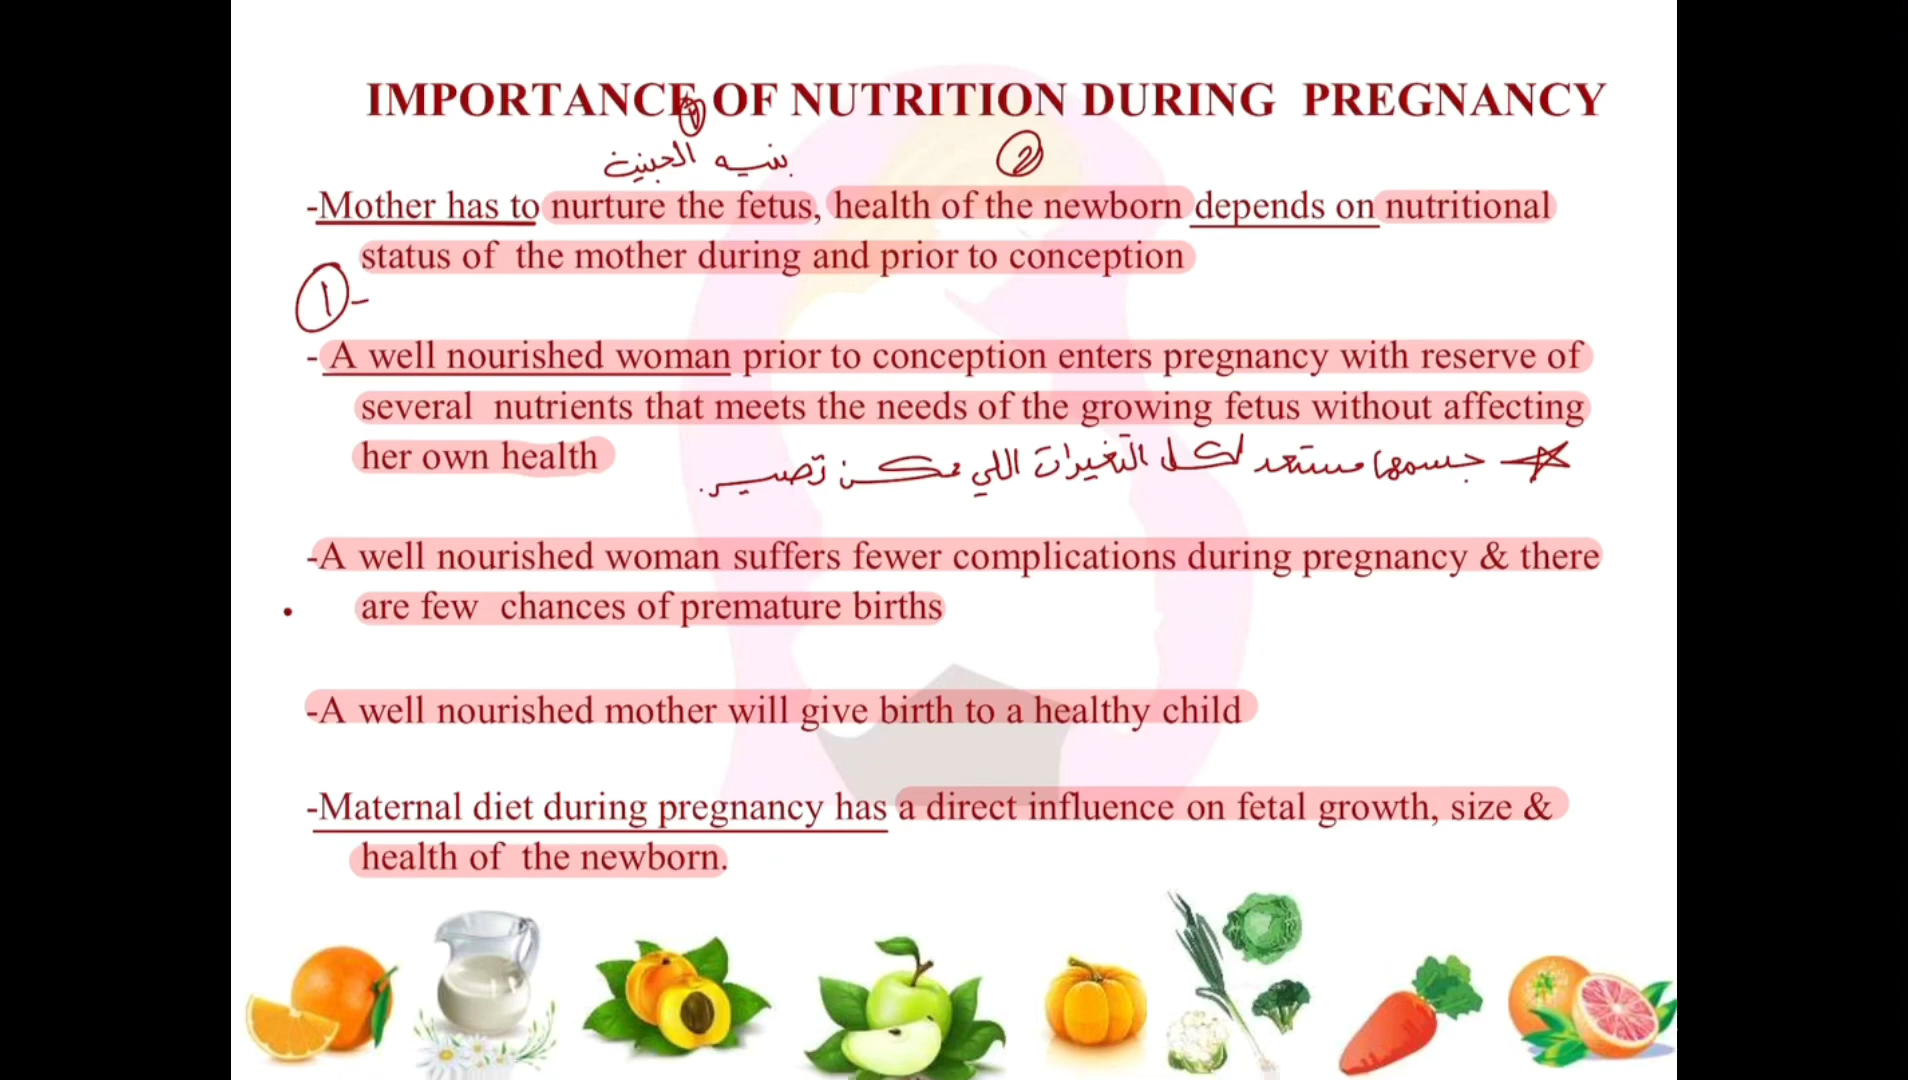 IMPORTANCE OF NUTRITION DURING PREGNANCY
بنيه الجنين
2
-Mother has to nurture the fetus, health of the newborn depends on nutritional
status of the mother during and prior to conception
1-
- A well nourished woman prior to conception enters pregnancy with reserve of
several nutrients that meets the needs of the growing fetus without affecting
her own health
جسمها مستعد لكل التغيرات اللي ممكن تصير.
-A well nourished woman suffers fewer complications during pregnancy & there
are few chances of premature births
-A well nourished mother will give birth to a healthy child
-Maternal diet during pregnancy has a direct influence on fetal growth, size &
health of the newborn.